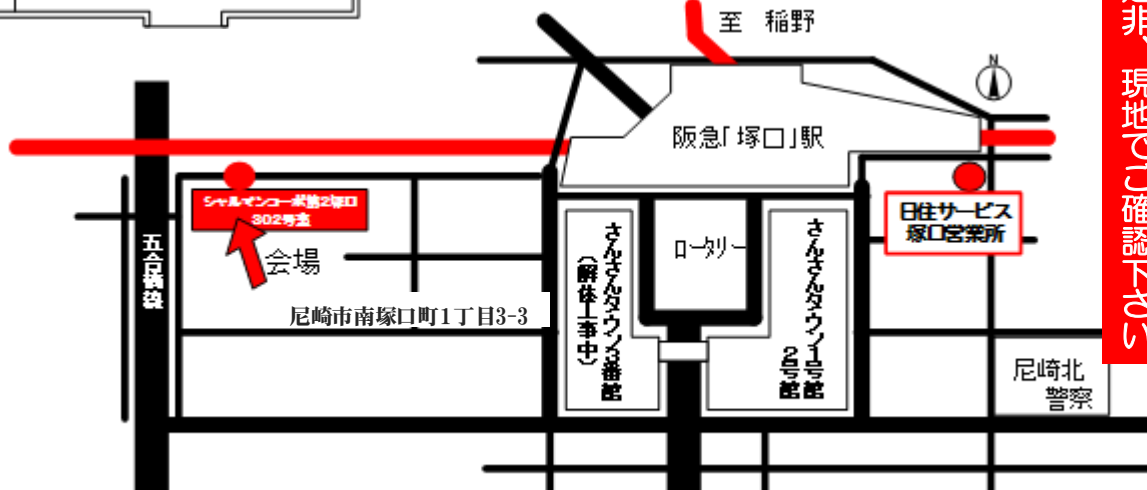 至 稲野
N
阪急「塚口」駅
シャルマンコーポ第2塚口
302号室
会場
五合橋線
尼崎市南塚口町1丁目3-3
さんさんタウン3番館
(解体工事中)
ロータリー
さんさんタウン1号館
2号館
日住サービス
塚口営業所
尼崎北
警察
非、現地でご確認下さい